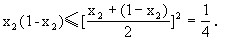 x₂(1-x₂)≤[x₂+(1-x₂)/2]²=1/4.